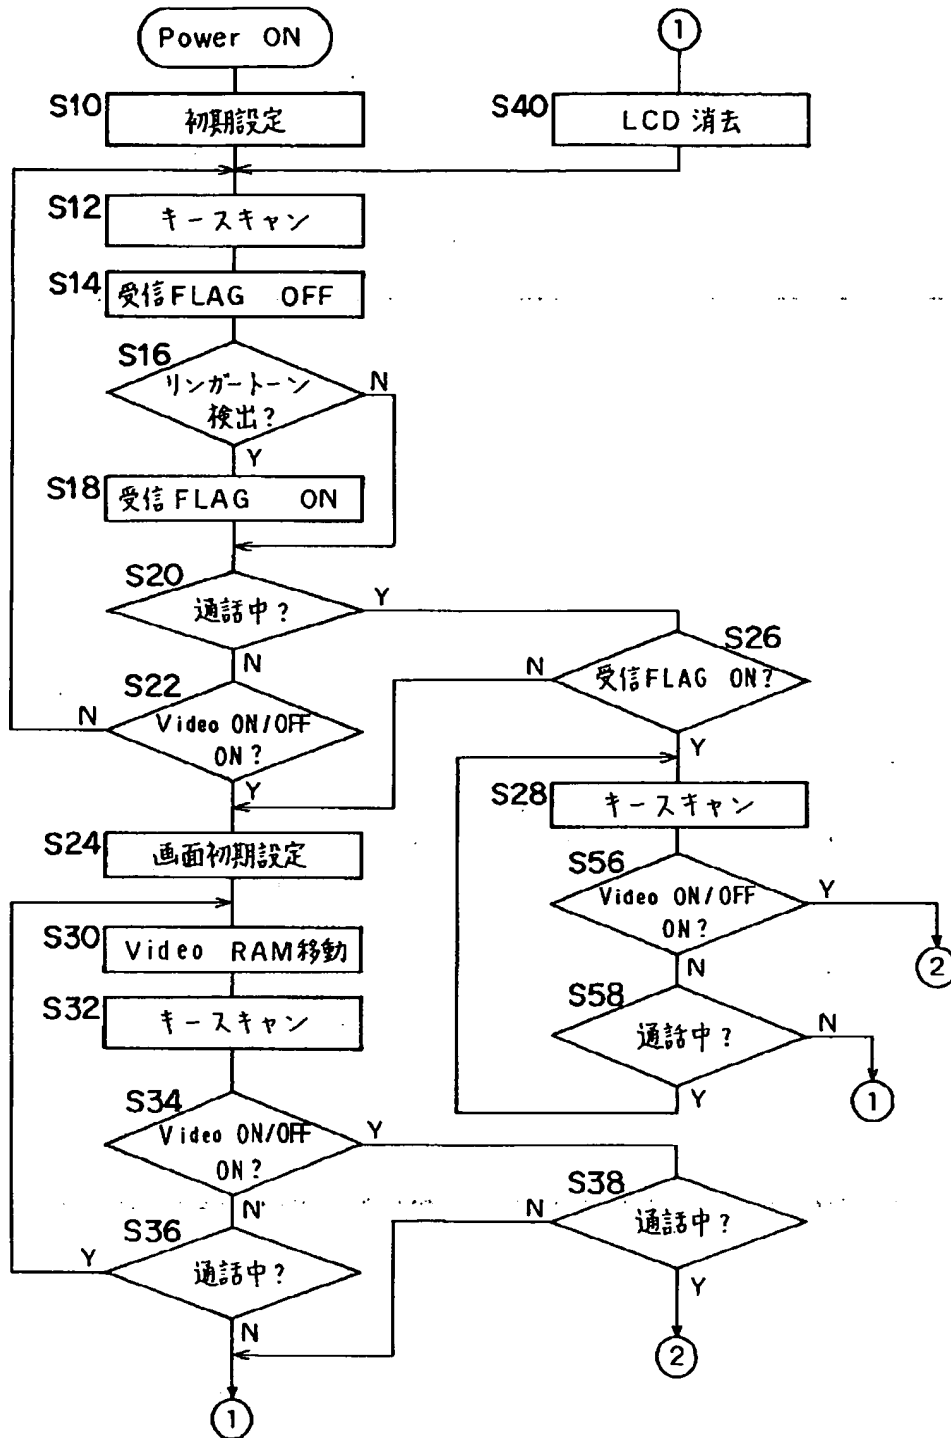 Power ON
S10
初期設定
1
S40
LCD 消去
S12
キースキャン
S14
受信FLAG OFF
S16
リンガートーン
検出?
N
Y
S18
受信FLAG ON
S20
通話中?
Y
N
S22
Video ON/OFF
ON?
N
Y
S26
受信FLAG ON?
N
Y
S24
画面初期設定
S28
キースキャン
S56
Video ON/OFF
ON?
Y
2
N
S58
通話中?
N
1
Y
S30
Video RAM移動
S32
キースキャン
S34
Video ON/OFF
ON?
Y
N
S36
通話中?
Y
N
1
S38
通話中?
N
Y
2